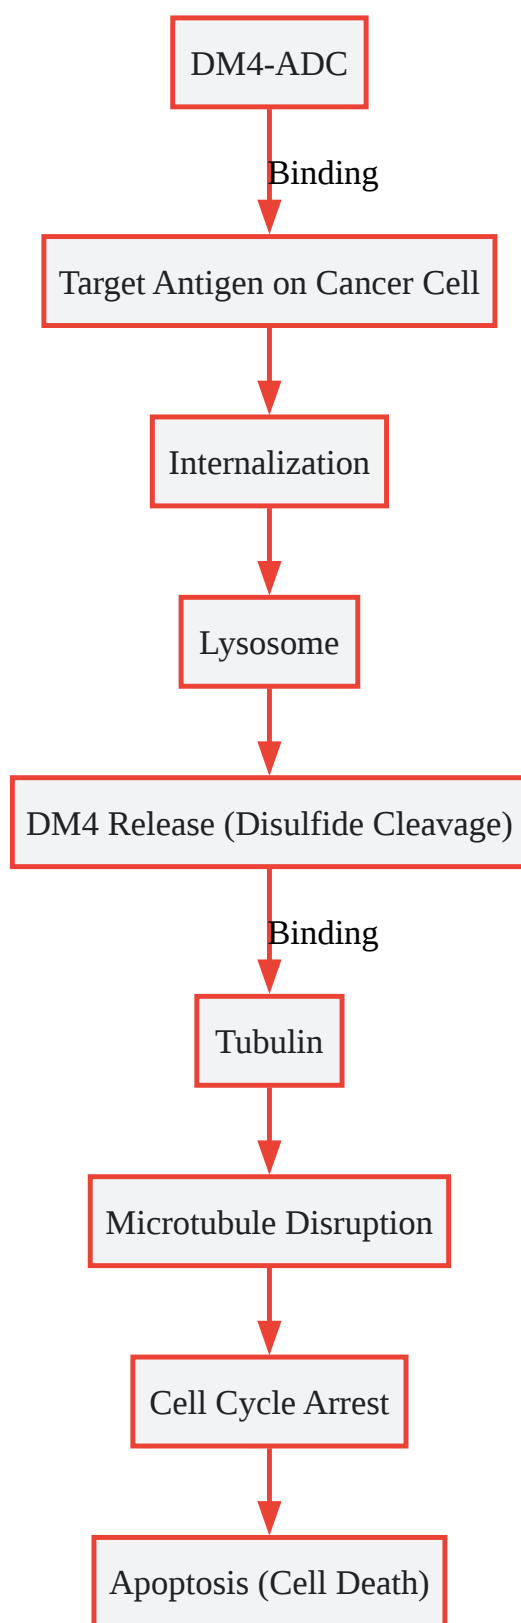 DM4-ADC
Binding
Target Antigen on Cancer Cell
Internalization
Lysosome
DM4 Release (Disulfide Cleavage)
Binding
Tubulin
Microtubule Disruption
Cell Cycle Arrest
Apoptosis (Cell Death)